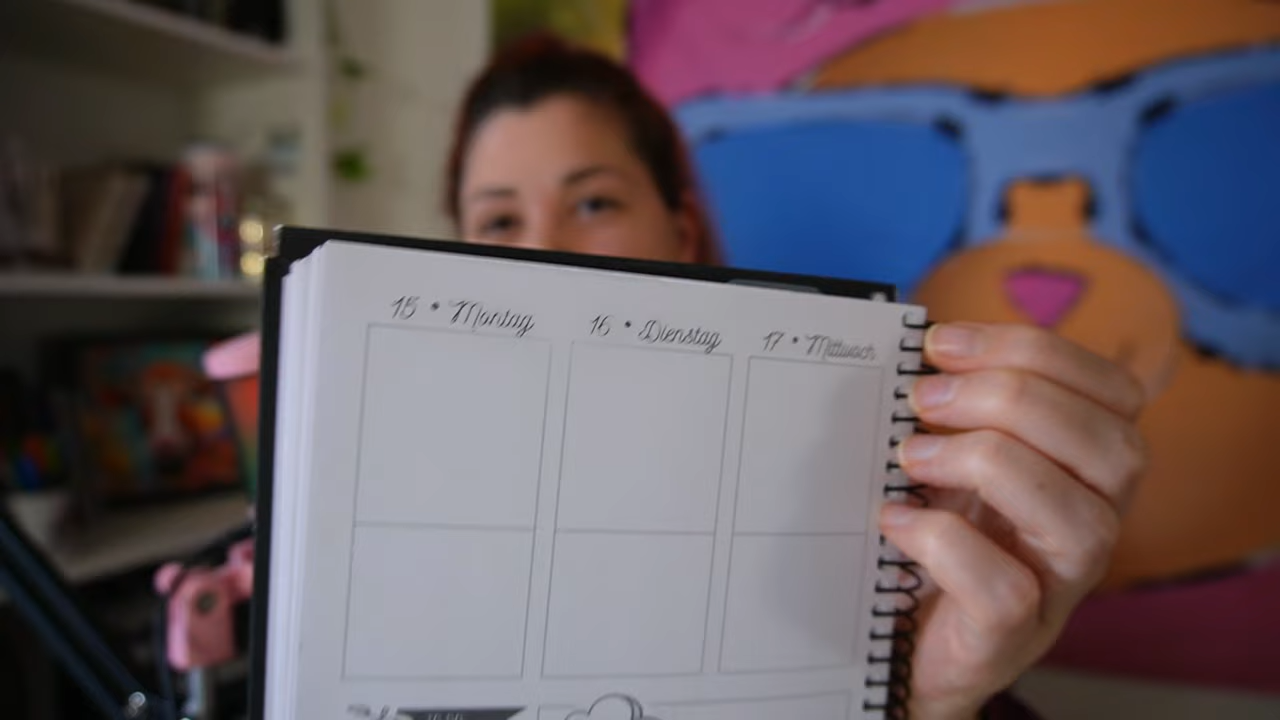 15 • Montag
16 • Dienstag
17 • Mittwoch